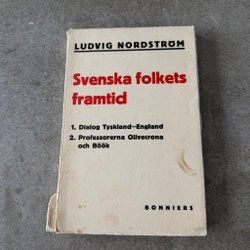 LUDVIG NORDSTRÖM
Svenska folkets
framtid
1. Dialog Tyskland—England
2. Professorerna Olivecrona
och Böök
BONNIERS